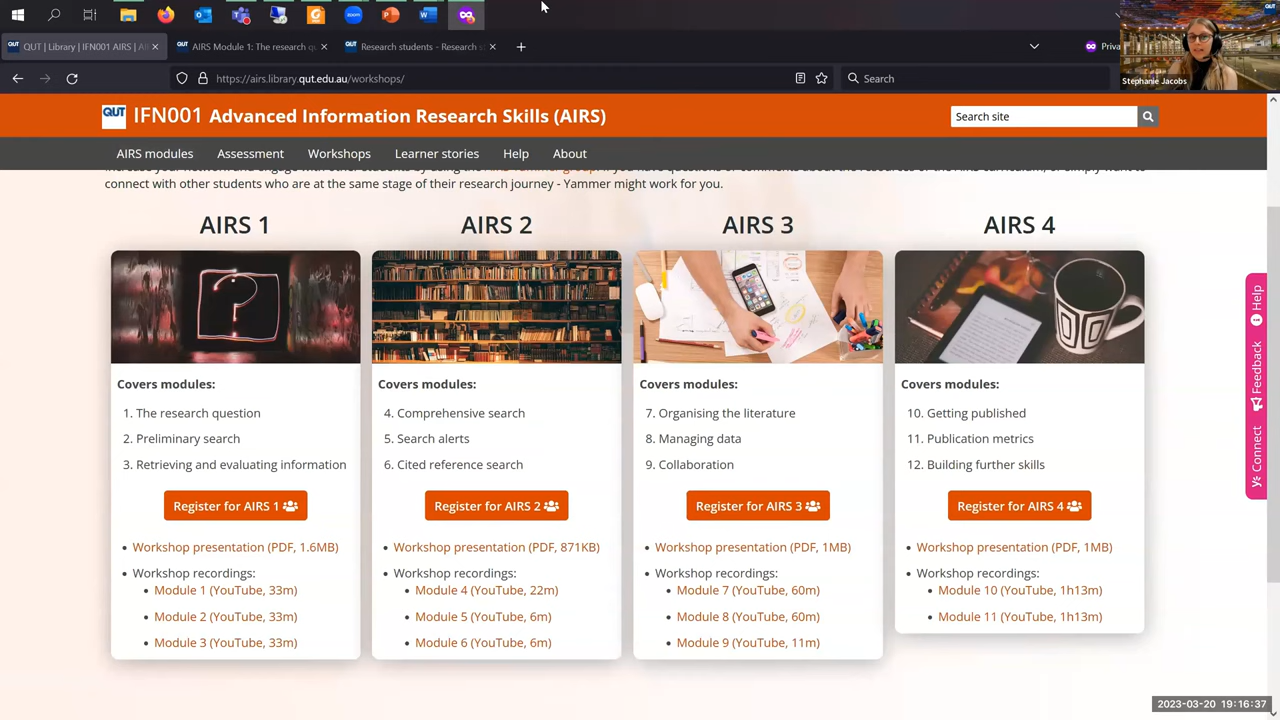 QUT | Library | IFN001 AIRS | A
AIRS Module 1: The research q
Research students - Research s
Priva
https://airs.library.qut.edu.au/workshops/
Search
Stephanie Jacobs
QUT
IFN001 Advanced Information Research Skills (AIRS)
Search site
AIRS modules
Assessment
Workshops
Learner stories
Help
About
connect with other students who are at the same stage of their research journey - Yammer might work for you.
AIRS 1
Covers modules:
1. The research question
2. Preliminary search
3. Retrieving and evaluating information
Register for AIRS 1
Workshop presentation (PDF, 1.6MB)
Workshop recordings:
Module 1 (YouTube, 33m)
Module 2 (YouTube, 33m)
Module 3 (YouTube, 33m)
AIRS 2
Covers modules:
4. Comprehensive search
5. Search alerts
6. Cited reference search
Register for AIRS 2
Workshop presentation (PDF, 871KB)
Workshop recordings:
Module 4 (YouTube, 22m)
Module 5 (YouTube, 6m)
Module 6 (YouTube, 6m)
AIRS 3
Covers modules:
7. Organising the literature
8. Managing data
9. Collaboration
Register for AIRS 3
Workshop presentation (PDF, 1MB)
Workshop recordings:
Module 7 (YouTube, 60m)
Module 8 (YouTube, 60m)
Module 9 (YouTube, 11m)
AIRS 4
Covers modules:
10. Getting published
11. Publication metrics
12. Building further skills
Register for AIRS 4
Workshop presentation (PDF, 1MB)
Workshop recordings:
Module 10 (YouTube, 1h13m)
Module 11 (YouTube, 1h13m)
Help
Feedback
Connect
2023-03-20 19:16:37